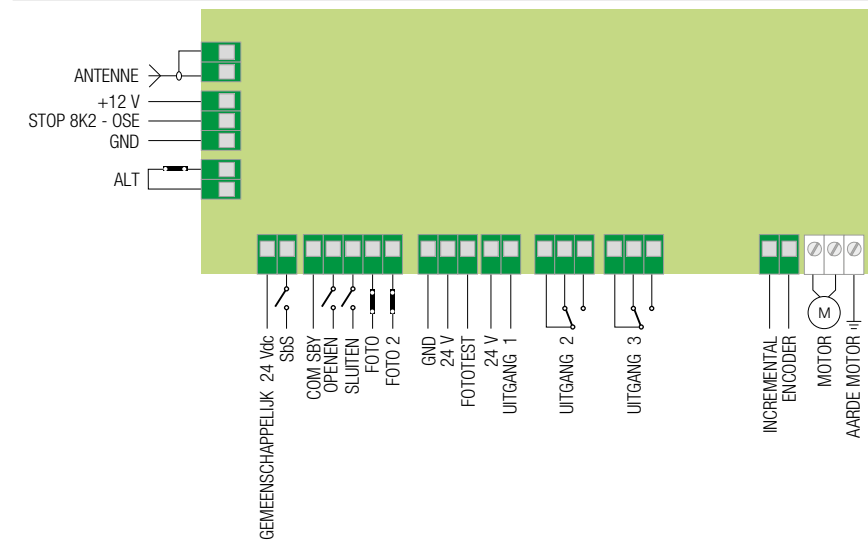 ANTENNE
+12 V
STOP 8K2 - OSE
GND
ALT
GEMEENSCHAPPELIJK 24 Vdc
SbS
COM SBY
OPENEN
SLUITEN
FOTO
FOTO 2
GND
24 V
FOTOTEST
24 V
UITGANG 1
UITGANG 2
UITGANG 3
INCREMENTAL
ENCODER
M
MOTOR
AARDE MOTOR